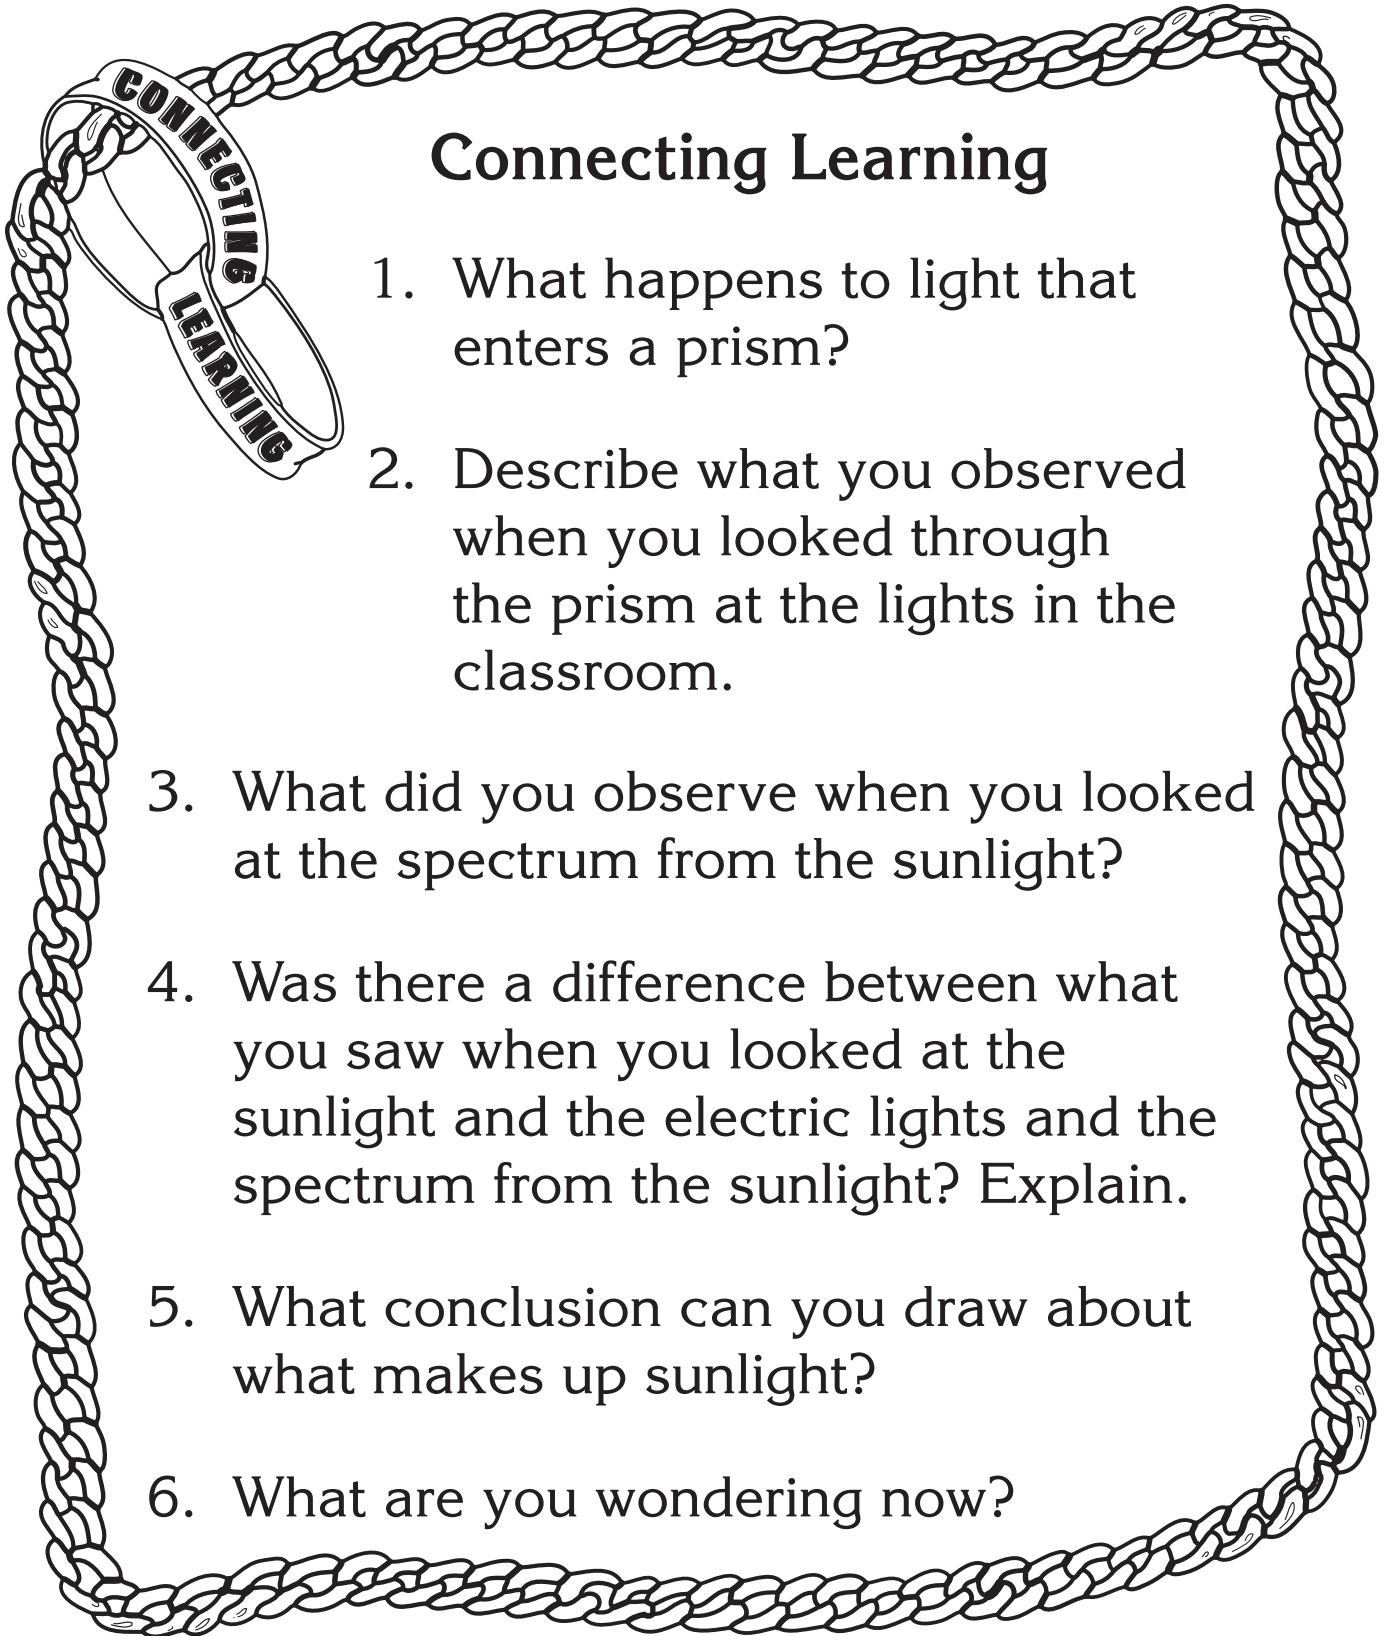 CONNECTING
LEARNING
Connecting Learning
1. What happens to light that
enters a prism?
2. Describe what you observed
when you looked through
the prism at the lights in the
classroom.
3. What did you observe when you looked
at the spectrum from the sunlight?
4. Was there a difference between what
you saw when you looked at the
sunlight and the electric lights and the
spectrum from the sunlight? Explain.
5. What conclusion can you draw about
what makes up sunlight?
6. What are you wondering now?